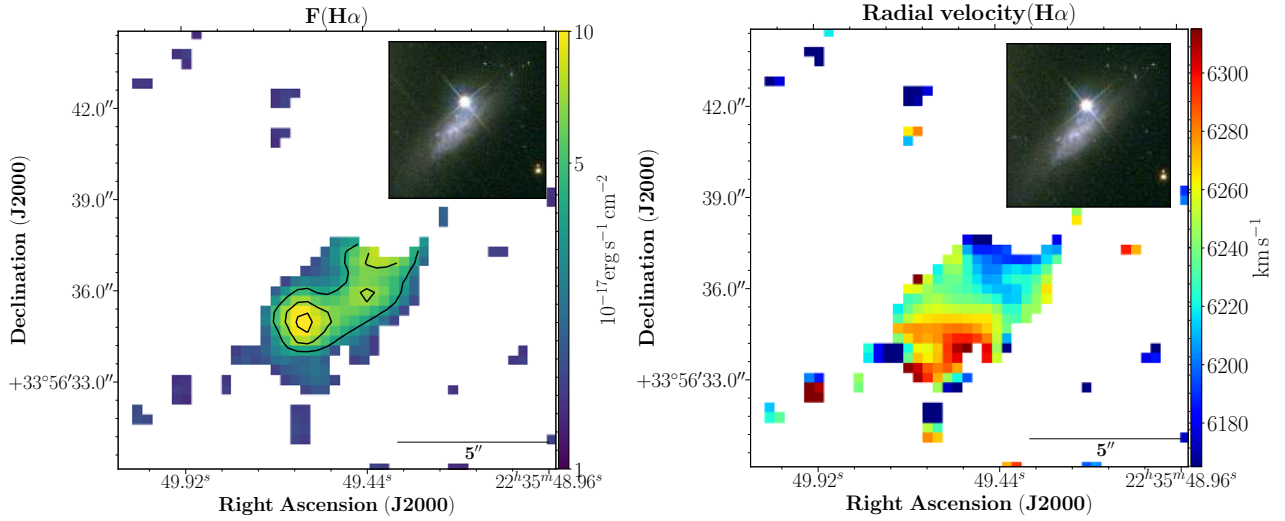 F(Hα)
10
5
1
10⁻¹⁷erg s⁻¹ cm⁻²
42.0″
39.0″
36.0″
+33°56′33.0″
Declination (J2000)
5″
49.92ˢ
49.44ˢ
22ʰ35ᵐ48.96ˢ
Right Ascension (J2000)
Radial velocity(Hα)
6300
6280
6260
6240
6220
6200
6180
km s⁻¹
42.0″
39.0″
36.0″
+33°56′33.0″
Declination (J2000)
5″
49.92ˢ
49.44ˢ
22ʰ35ᵐ48.96ˢ
Right Ascension (J2000)